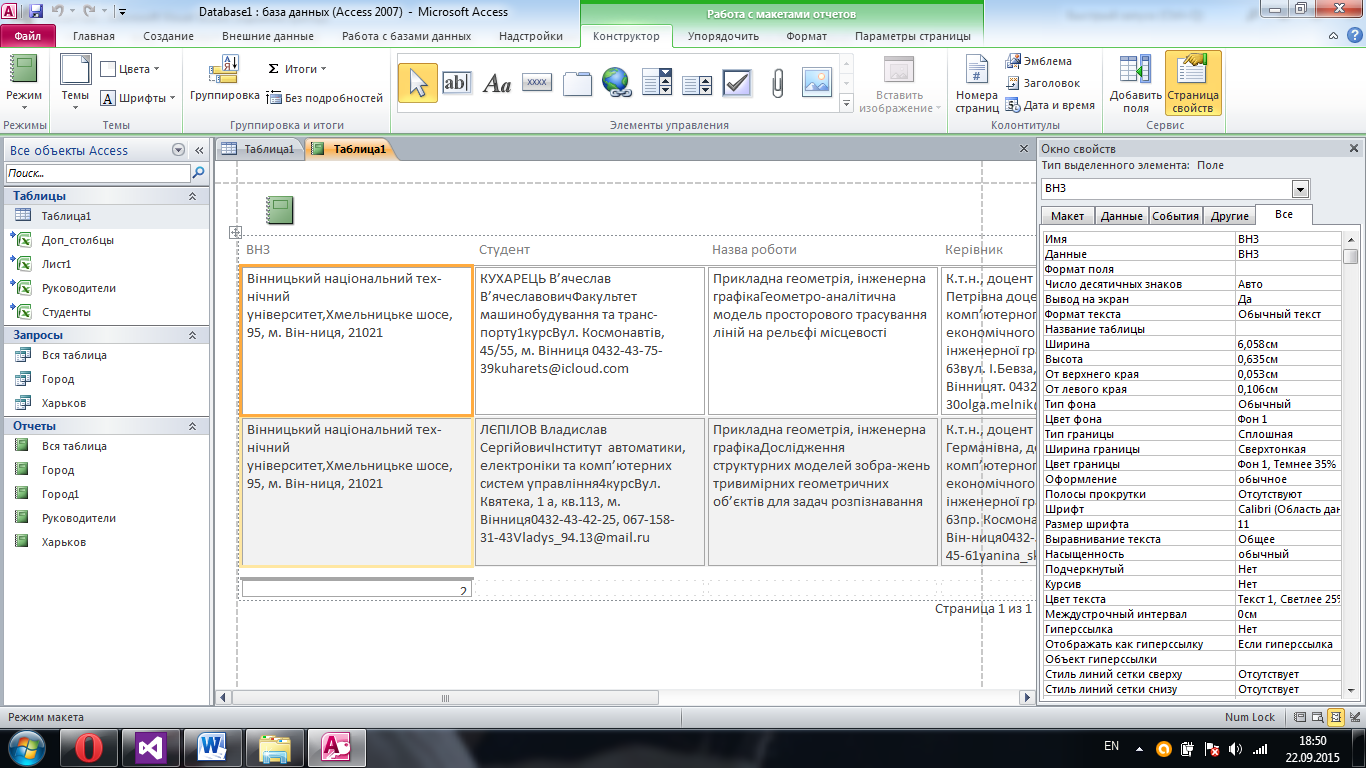 Database1 : база данных (Access 2007) - Microsoft Access
Работа с макетами отчетов
Файл Главная Создание Внешние данные Работа с базами данных Надстройки Конструктор Упорядочить Формат Параметры страницы
Режим
Режимы
Темы
Цвета
Шрифты
Темы
Группировка
Итоги
Без подробностей
Группировка и итоги
Элементы управления
Вставить изображение
Номера страниц
Эмблема
Заголовок
Дата и время
Колонтитулы
Добавить поля
Страница свойств
Сервис
Все объекты Access
Поиск...
Таблицы
Таблица1
Доп_столбцы
Лист1
Руководители
Студенты
Запросы
Вся таблица
Город
Харьков
Отчеты
Вся таблица
Город
Город1
Руководители
Харьков
Таблица1 Таблица1
ВНЗ Студент Назва роботи Керівник
Вінницький національний тех-
нічний
університет,Хмельницьке шосе,
95, м. Він-ниця, 21021
КУХАРЕЦЬ В’ячеслав
В’ячеславовичФакультет
машинобудування та транс-
порту1курсВул. Космонавтів,
45/55, м. Вінниця 0432-43-75-
39kuharets@icloud.com
Прикладна геометрія, інженерна
графікаГеометро-аналітична
модель просторового трасування
ліній на рельєфі місцевості
К.т.н., доцент
Петрівна доце
комп’ютерног
економічного
інженерної гра
63вул. І.Бевза,
Вінницят. 0432
30olga.melnik
Вінницький національний тех-
нічний
університет,Хмельницьке шосе,
95, м. Він-ниця, 21021
ЛЄПІЛОВ Владислав
СергійовичІнститут автоматики,
електроніки та комп’ютерних
систем управління4курсВул.
Квятека, 1 а, кв.113, м.
Вінниця0432-43-42-25, 067-158-
31-43Vladys_94.13@mail.ru
Прикладна геометрія, інженерна
графікаДослідження
структурних моделей зобра-жень
тривимірних геометричних
об’єктів для задач розпізнавання
К.т.н., доцент
Германівна, до
комп’ютерног
економічного
інженерної гра
63пр. Космона
Він-ниця0432-
45-61yanina_s
2
Страница 1 из 1
Окно свойств
Тип выделенного элемента: Поле
ВНЗ
Макет Данные События Другие Все
Имя ВНЗ
Данные ВНЗ
Формат поля
Число десятичных знаков Авто
Вывод на экран Да
Формат текста Обычный текст
Название таблицы
Ширина 6,058см
Высота 0,635см
От верхнего края 0,053см
От левого края 0,106см
Тип фона Обычный
Цвет фона Фон 1
Тип границы Сплошная
Ширина границы Сверхтонкая
Цвет границы Фон 1, Темнее 35%
Оформление обычное
Полосы прокрутки Отсутствуют
Шрифт Calibri (Область дан
Размер шрифта 11
Выравнивание текста Общее
Насыщенность обычный
Подчеркнутый Нет
Курсив Нет
Цвет текста Текст 1, Светлее 25%
Междустрочный интервал 0см
Гиперссылка Нет
Отображать как гиперссылку Если гиперссылка
Объект гиперссылки
Стиль линий сетки сверху Отсутствует
Стиль линий сетки снизу Отсутствует
Режим макета
Num Lock
EN
18:50
22.09.2015